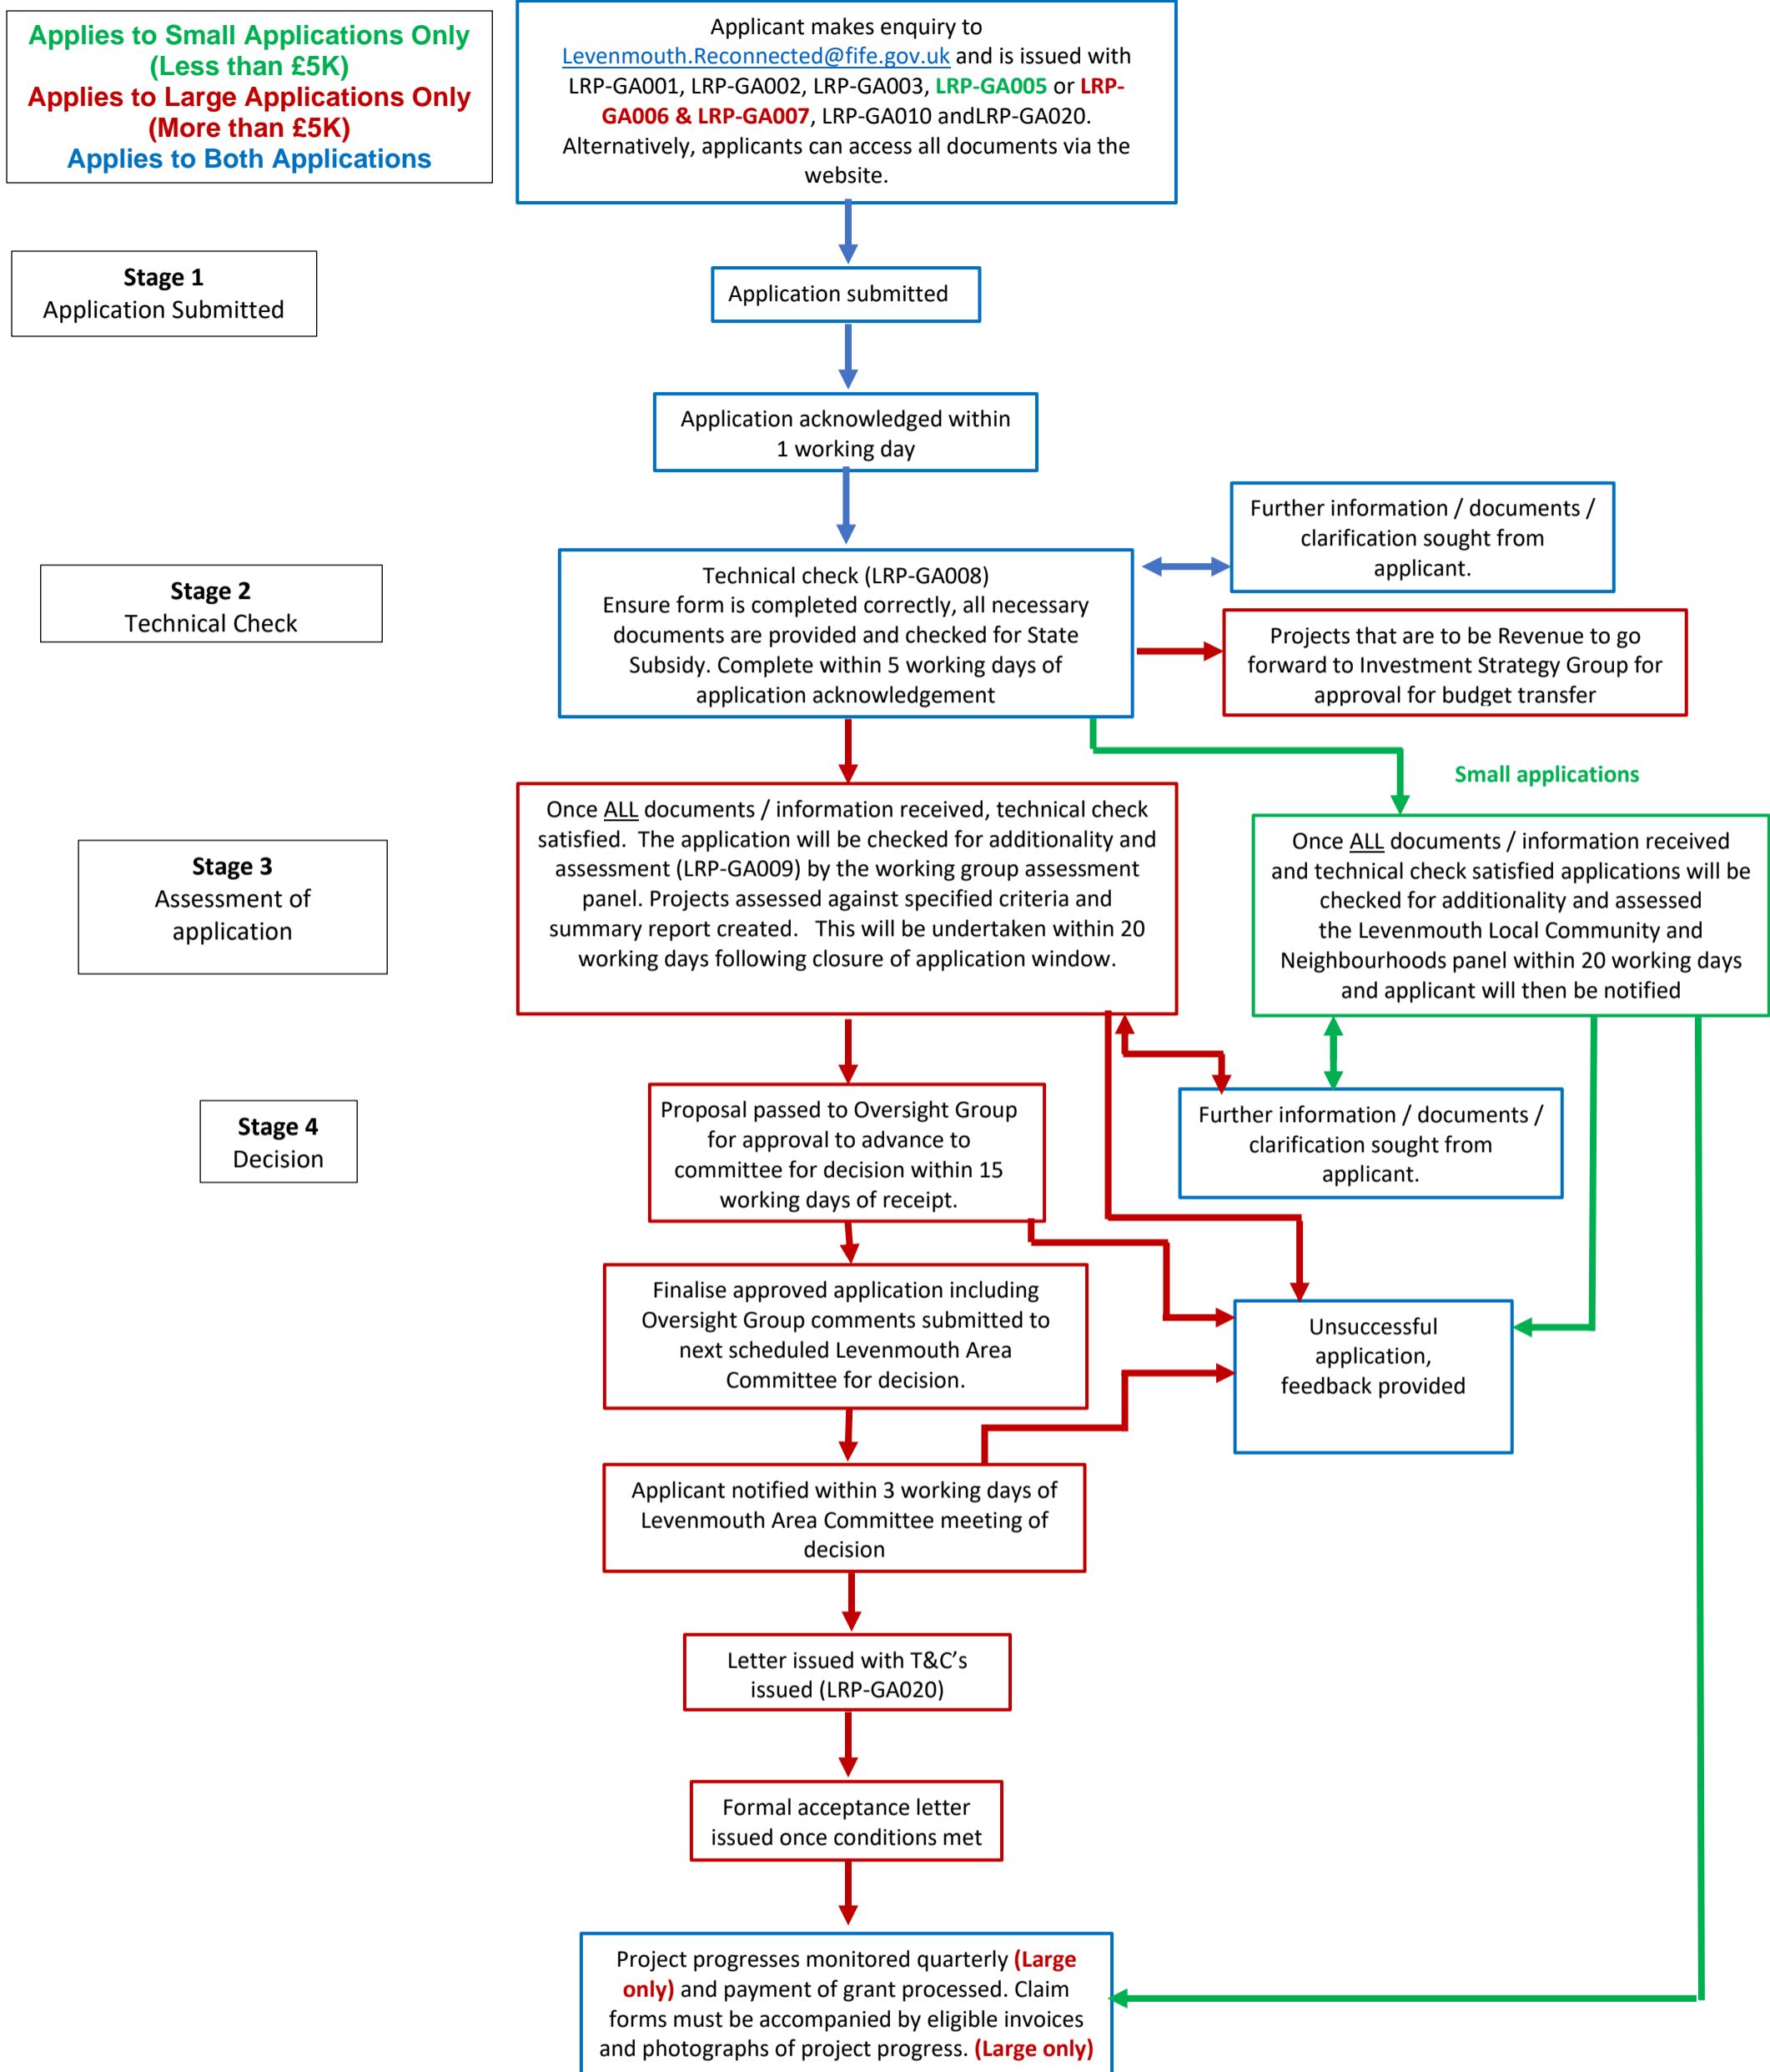 Applies to Small Applications Only
(Less than £5K)
Applies to Large Applications Only
(More than £5K)
Applies to Both Applications
Applicant makes enquiry to
Levenmouth.Reconnected@fife.gov.uk and is issued with
LRP-GA001, LRP-GA002, LRP-GA003, LRP-GA005 or LRP-
GA006 & LRP-GA007, LRP-GA010 andLRP-GA020.
Alternatively, applicants can access all documents via the
website.
Stage 1
Application Submitted
Application submitted
Application acknowledged within
1 working day
Further information / documents /
clarification sought from
applicant.
Stage 2
Technical Check
Technical check (LRP-GA008)
Ensure form is completed correctly, all necessary
documents are provided and checked for State
Subsidy. Complete within 5 working days of
application acknowledgement
Projects that are to be Revenue to go
forward to Investment Strategy Group for
approval for budget transfer
Small applications
Stage 3
Assessment of
application
Once ALL documents / information received, technical check
satisfied.  The application will be checked for additionality and
assessment (LRP-GA009) by the working group assessment
panel. Projects assessed against specified criteria and
summary report created.   This will be undertaken within 20
working days following closure of application window.
Once ALL documents / information received
and technical check satisfied applications will be
checked for additionality and assessed
the Levenmouth Local Community and
Neighbourhoods panel within 20 working days
and applicant will then be notified
Stage 4
Decision
Proposal passed to Oversight Group
for approval to advance to
committee for decision within 15
working days of receipt.
Further information / documents /
clarification sought from
applicant.
Finalise approved application including
Oversight Group comments submitted to
next scheduled Levenmouth Area
Committee for decision.
Unsuccessful
application,
feedback provided
Applicant notified within 3 working days of
Levenmouth Area Committee meeting of
decision
Letter issued with T&C's
issued (LRP-GA020)
Formal acceptance letter
issued once conditions met
Project progresses monitored quarterly (Large
only) and payment of grant processed. Claim
forms must be accompanied by eligible invoices
and photographs of project progress. (Large only)